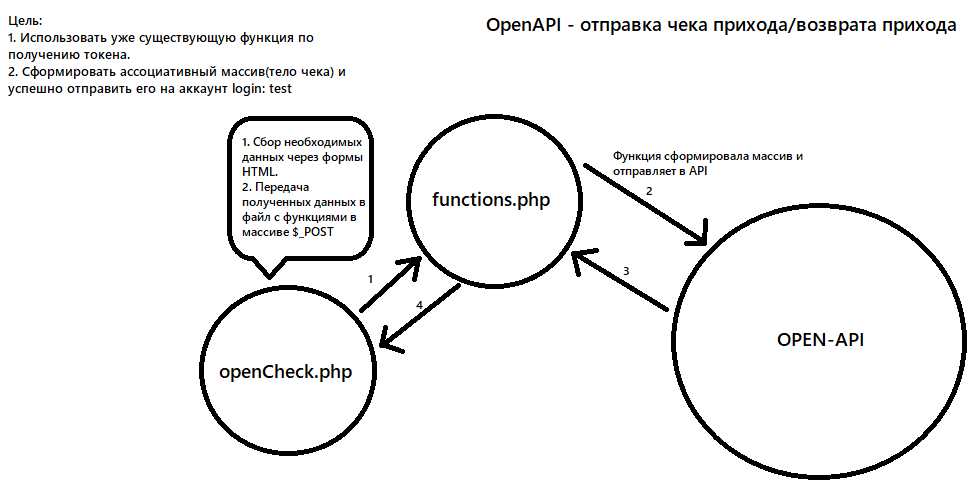 Цель:
1. Использовать уже существующую функция по
получению токена.
2. Сформировать ассоциативный массив(тело чека) и
успешно отправить его на аккаунт login: test
OpenAPI - отправка чека прихода/возврата прихода
1. Сбор необходимых
данных через формы
HTML.
2. Передача
полученных данных в
файл с функциями в
массиве $_POST
functions.php
Функция сформировала массив и
отправляет в API
2
3
1
4
openCheck.php
OPEN-API